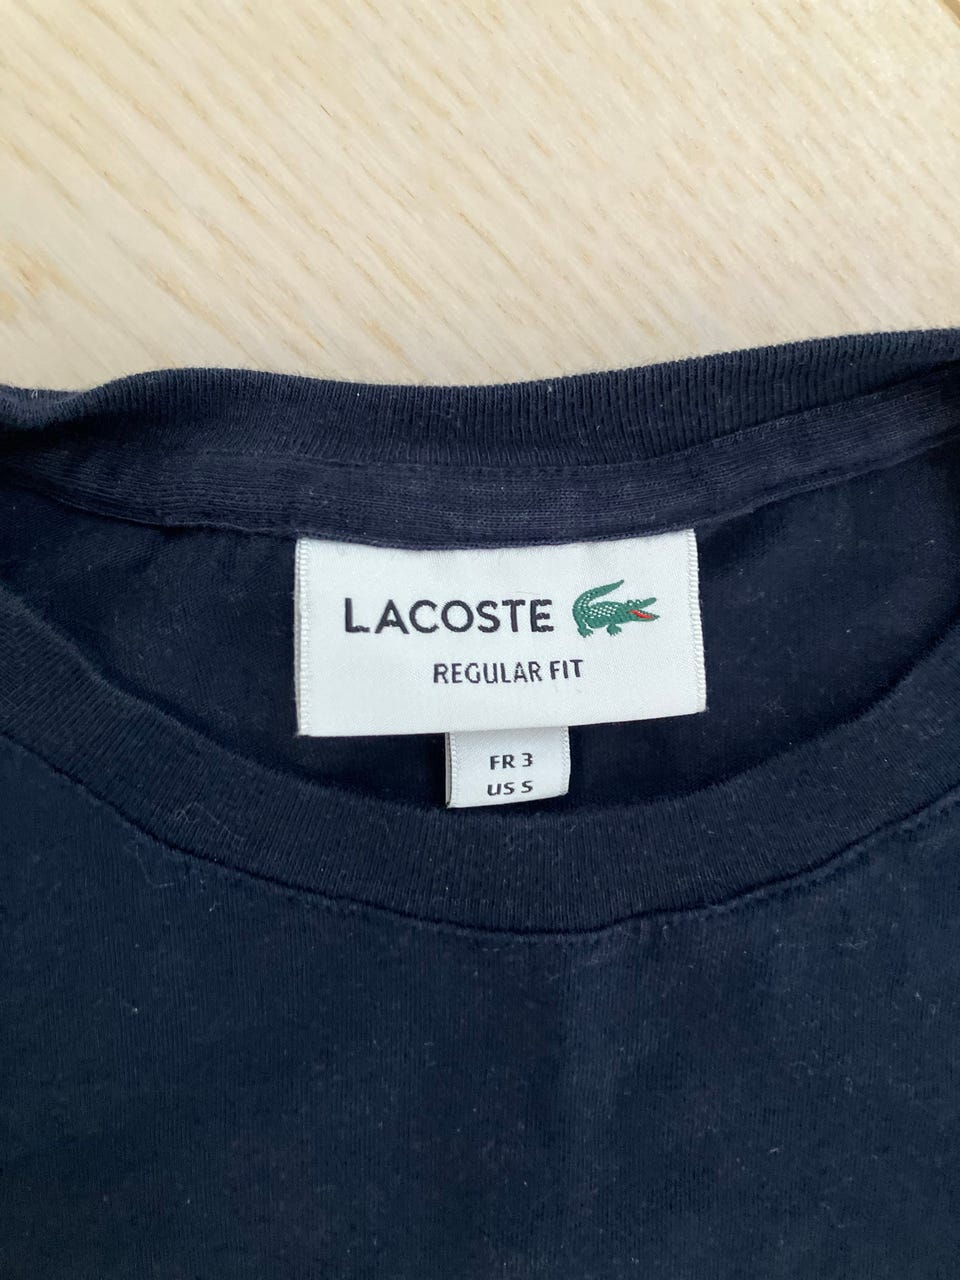 LACOSTE
REGULAR FIT
FR 3
US S